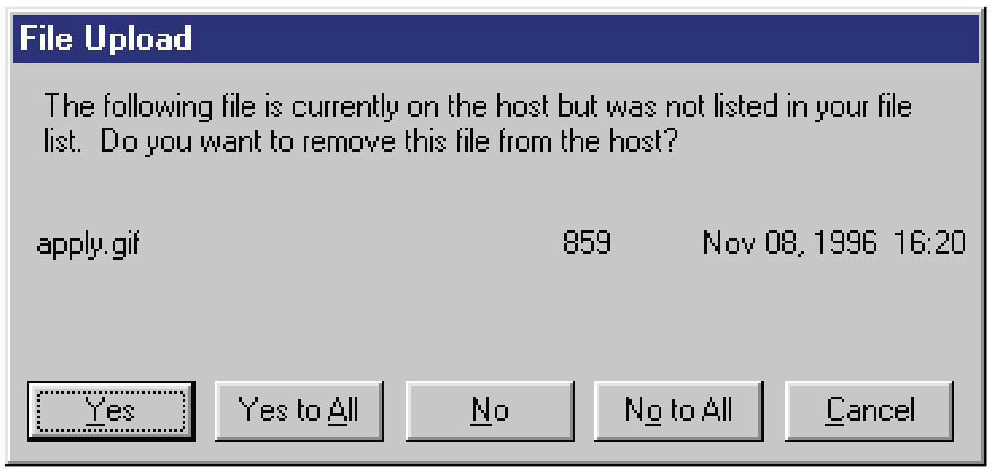 File Upload
The following file is currently on the host but was not listed in your file
list. Do you want to remove this file from the host?
apply.gif 859 Nov 08, 1996 16:20
Yes Yes to All No No to All Cancel